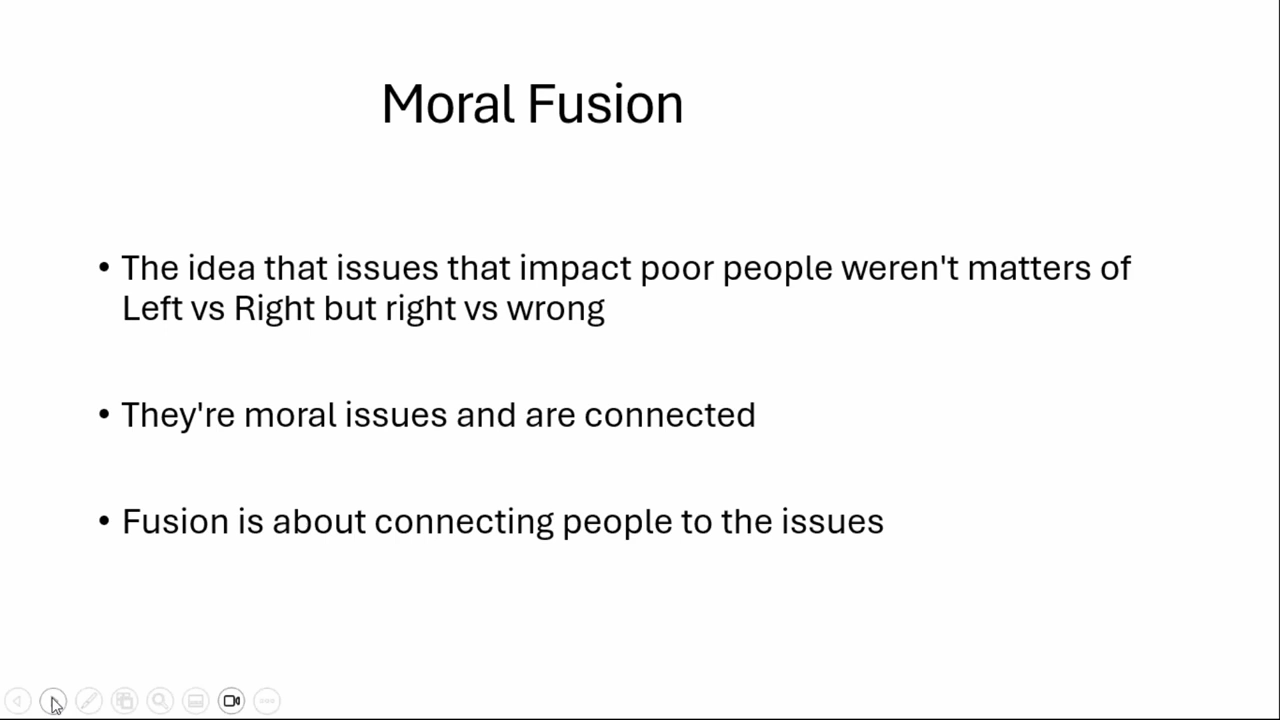 Moral Fusion
• The idea that issues that impact poor people weren't matters of
Left vs Right but right vs wrong
• They're moral issues and are connected
• Fusion is about connecting people to the issues